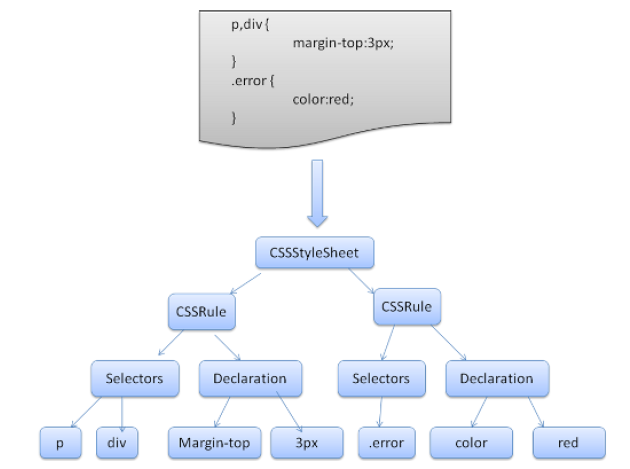 p,div {
margin-top:3px;
}
.error {
color:red;
}
CSSStyleSheet
CSSRule
CSSRule
Selectors
Declaration
Selectors
Declaration
p
div
Margin-top
3px
.error
color
red